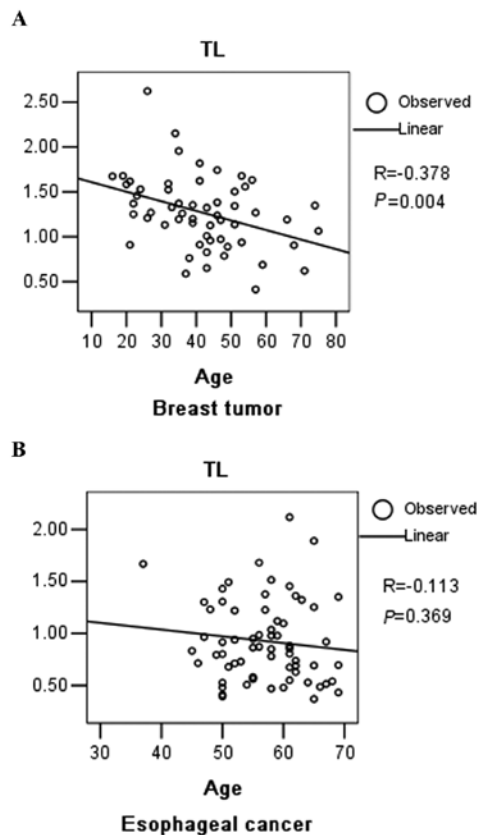 A
TL
2.50
2.00
1.50
1.00
0.50
Observed
Linear
R=-0.378
P=0.004
10 20 30 40 50 60 70 80
Age
Breast tumor
B
TL
2.00
1.50
1.00
0.50
Observed
Linear
R=-0.113
P=0.369
30 40 50 60 70
Age
Esophageal cancer